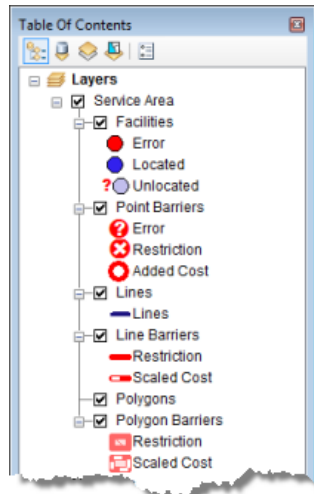 Table Of Contents
Layers
Service Area
Facilities
Error
Located
?Unlocated
Point Barriers
?Error
Restriction
Added Cost
Lines
Lines
Line Barriers
Restriction
Scaled Cost
Polygons
Polygon Barriers
Restriction
Scaled Cost